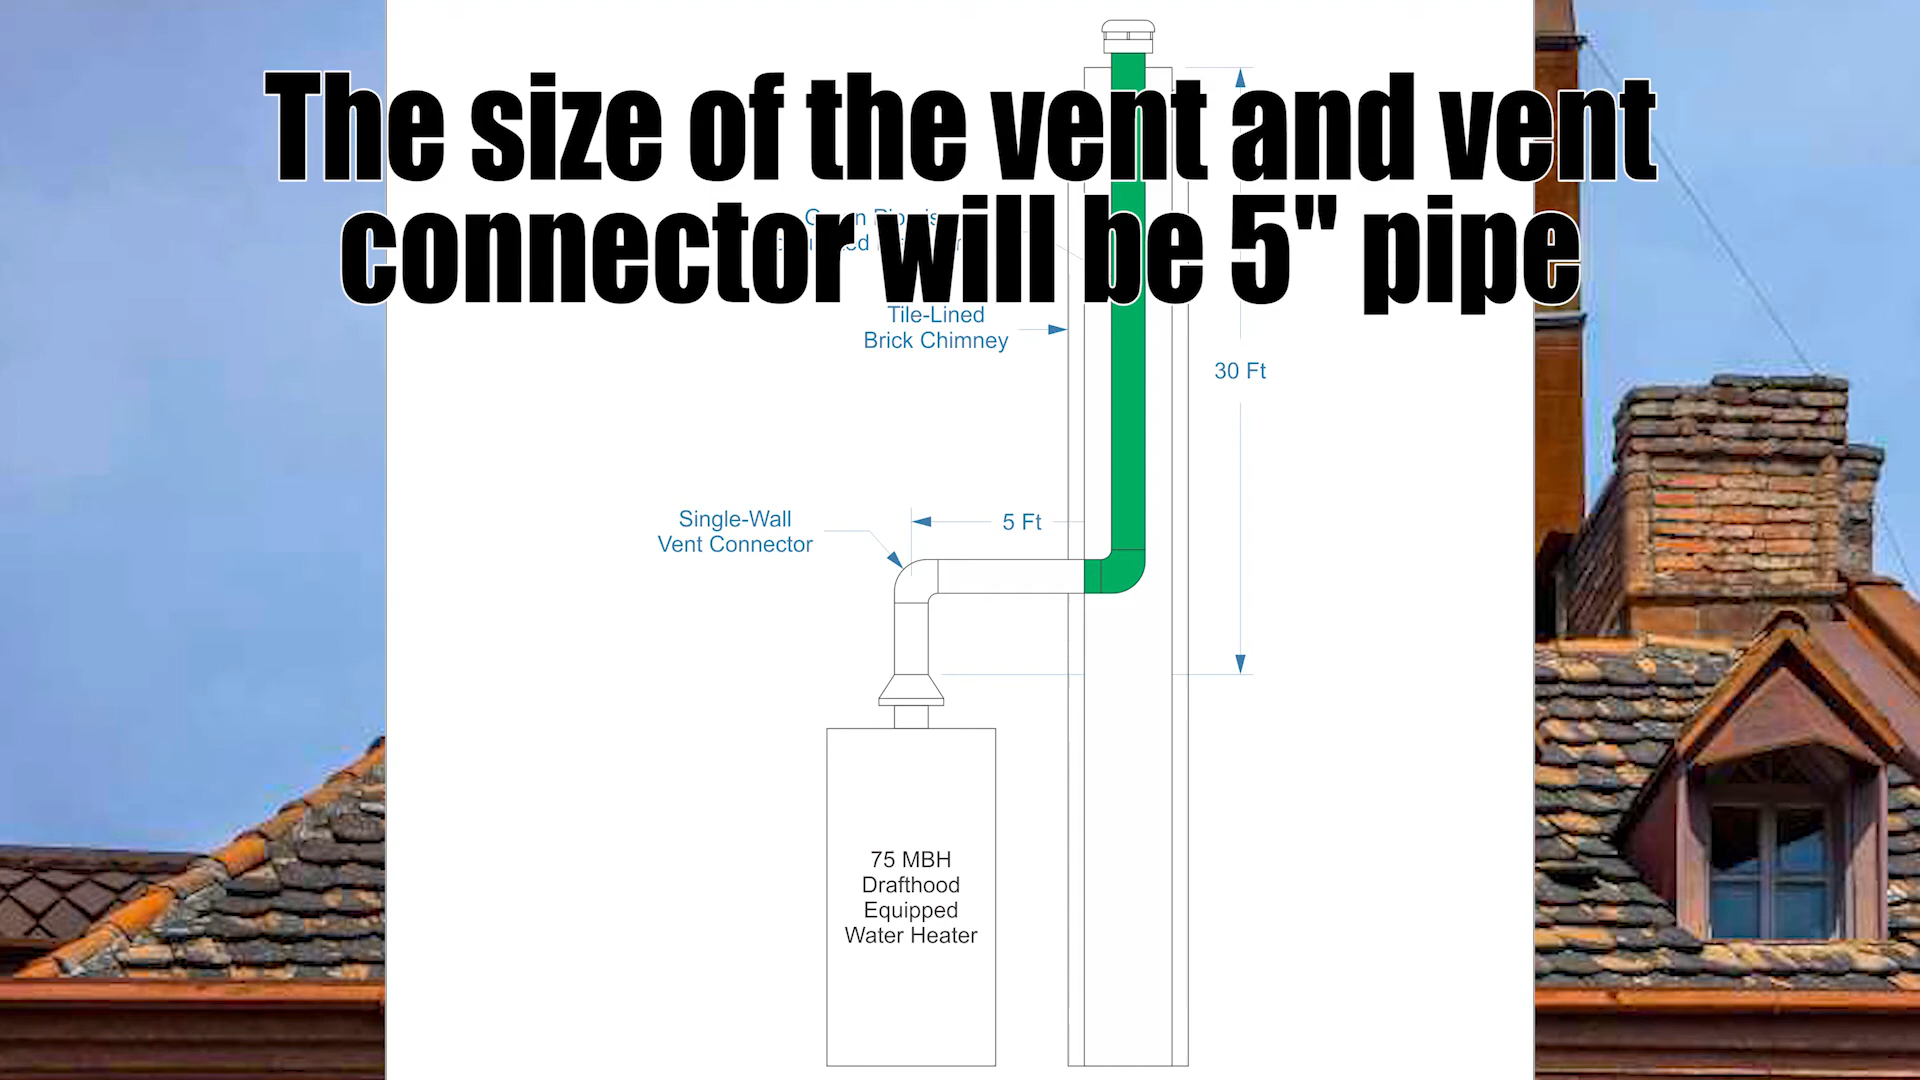 The size of the vent and vent
connector will be 5" pipe
Tile-Lined
Brick Chimney
30 Ft
Single-Wall
Vent Connector
5 Ft
75 MBH
Drafthood
Equipped
Water Heater